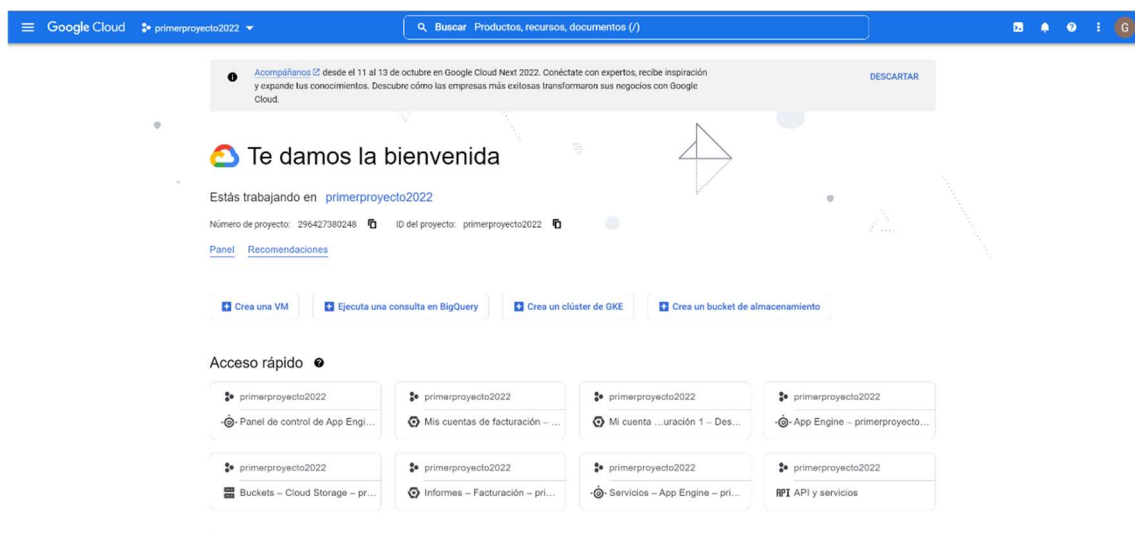 Google Cloud primerproyecto2022 Buscar Productos, recursos, documentos (/) G
Acompáñanos desde el 11 al 13 de octubre en Google Cloud Next 2022. Conéctate con expertos, recibe inspiración DESCARTAR
y expande tus conocimientos. Descubre cómo las empresas más exitosas transformaron sus negocios con Google
Cloud.
Te damos la bienvenida
Estás trabajando en primerproyecto2022
Número de proyecto: 296427380248 ID del proyecto: primerproyecto2022
Panel Recomendaciones
Crea una VM Ejecuta una consulta en BigQuery Crea un clúster de GKE Crea un bucket de almacenamiento
Acceso rápido
primerproyecto2022 primerproyecto2022 primerproyecto2022 primerproyecto2022
Panel de control de App Engi... Mis cuentas de facturación – ... Mi cuenta ...uración 1 – Des... App Engine – primerproyecto...
primerproyecto2022 primerproyecto2022 primerproyecto2022 primerproyecto2022
Buckets – Cloud Storage – pr... Informes – Facturación – pri... Servicios – App Engine – pri... API API y servicios